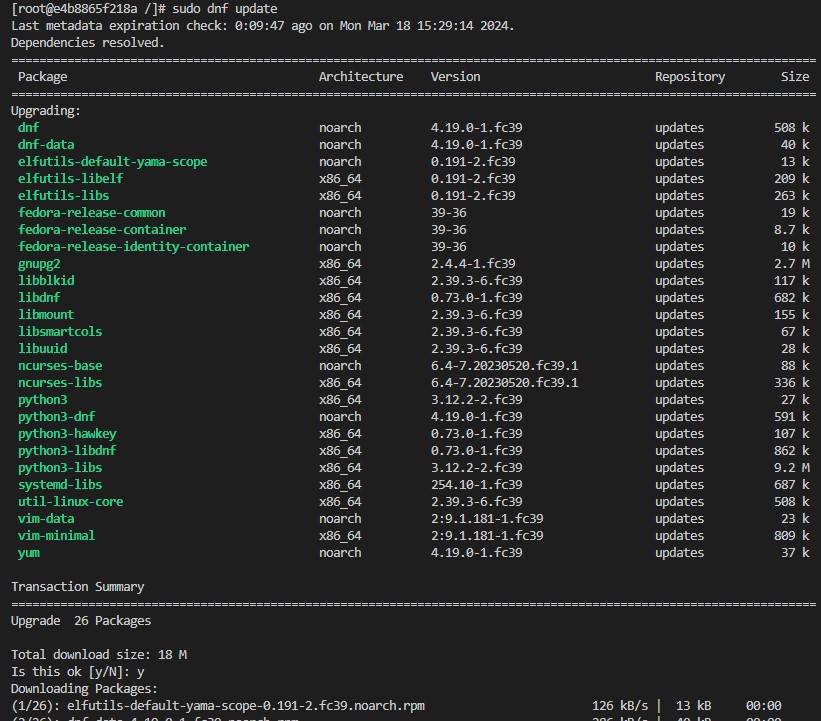 [root@e4b8865f218a /]# sudo dnf update
Last metadata expiration check: 0:09:47 ago on Mon Mar 18 15:29:14 2024.
Dependencies resolved.
================================================================================
Package Architecture Version Repository Size
================================================================================
Upgrading:
dnf noarch 4.19.0-1.fc39 updates 508 k
dnf-data noarch 4.19.0-1.fc39 updates 40 k
elfutils-default-yama-scope noarch 0.191-2.fc39 updates 13 k
elfutils-libelf x86_64 0.191-2.fc39 updates 209 k
elfutils-libs x86_64 0.191-2.fc39 updates 263 k
fedora-release-common noarch 39-36 updates 19 k
fedora-release-container noarch 39-36 updates 8.7 k
fedora-release-identity-container noarch 39-36 updates 10 k
gnupg2 x86_64 2.4.4-1.fc39 updates 2.7 M
libblkid x86_64 2.39.3-6.fc39 updates 117 k
libdnf x86_64 0.73.0-1.fc39 updates 682 k
libmount x86_64 2.39.3-6.fc39 updates 155 k
libsmartcols x86_64 2.39.3-6.fc39 updates 67 k
libuuid x86_64 2.39.3-6.fc39 updates 28 k
ncurses-base noarch 6.4-7.20230520.fc39.1 updates 88 k
ncurses-libs x86_64 6.4-7.20230520.fc39.1 updates 336 k
python3 x86_64 3.12.2-2.fc39 updates 27 k
python3-dnf noarch 4.19.0-1.fc39 updates 591 k
python3-hawkey x86_64 0.73.0-1.fc39 updates 107 k
python3-libdnf x86_64 0.73.0-1.fc39 updates 862 k
python3-libs x86_64 3.12.2-2.fc39 updates 9.2 M
systemd-libs x86_64 254.10-1.fc39 updates 687 k
util-linux-core x86_64 2.39.3-6.fc39 updates 508 k
vim-data noarch 2:9.1.181-1.fc39 updates 23 k
vim-minimal x86_64 2:9.1.181-1.fc39 updates 809 k
yum noarch 4.19.0-1.fc39 updates 37 k
Transaction Summary
================================================================================
Upgrade 26 Packages
Total download size: 18 M
Is this ok [y/N]: y
Downloading Packages:
(1/26): elfutils-default-yama-scope-0.191-2.fc39.noarch.rpm 126 kB/s | 13 kB 00:00